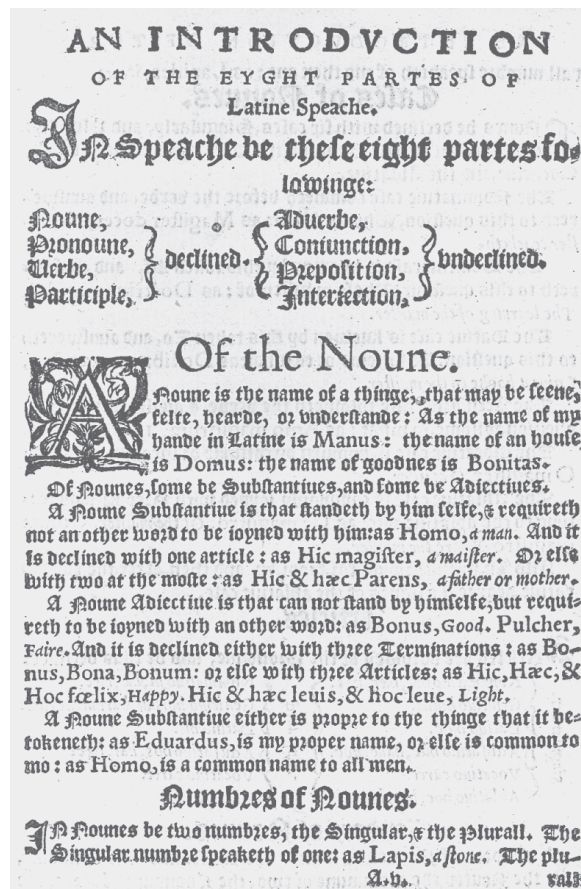 AN INTRODVCTION
OF THE EYGHT PARTES OF
Latine Speache.
IN Speache be these eight partes fo-
lowinge:
Noune, Pronoune, Verbe, Participle, } declined. { Aduerbe, Coniunction, Preposition, Interiection, } vndeclined.
Of the Noune.
A Noune is the name of a thinge, that may be seene,
felte, harde, or vnderstande: As the name of my
hande in Latine is Manus: the name of an house
is Domus: the name of goodnes is Bonitas.
Of Nounes, some be Substantiues, and some be Adiectiues.
A Noune Substantiue is that standeth by him selfe, & requireth
not an other word to be ioyned with him: as Homo, a man. And it
is declined with one article: as Hic magister, a maister. Or else
with two at the moste: as Hic & hæc Parens, a father or mother.
A Noune Adiectiue is that can not stand by himselfe, but requi-
reth to be ioyned with an other word: as Bonus, Good. Pulcher,
Faire. And it is declined either with three Terminations: as Bo-
nus, Bona, Bonum: or else with three Articles: as Hic, Hæc, &
Hoc fœlix, Happy. Hic & hæc leuis, & hoc leue, Light,
A Noune Substantiue either is propre to the thinge that it be-
tokeneth: as Eduardus, is my proper name, or else is common to
mo: as Homo, is a common name to all men.
Numbres of Nounes.
IN Nounes be two numbres, the Singular, & the Plurall. The
Singular numbre speaketh of one: as Lapis, a stone. The plu-
A.v. rall